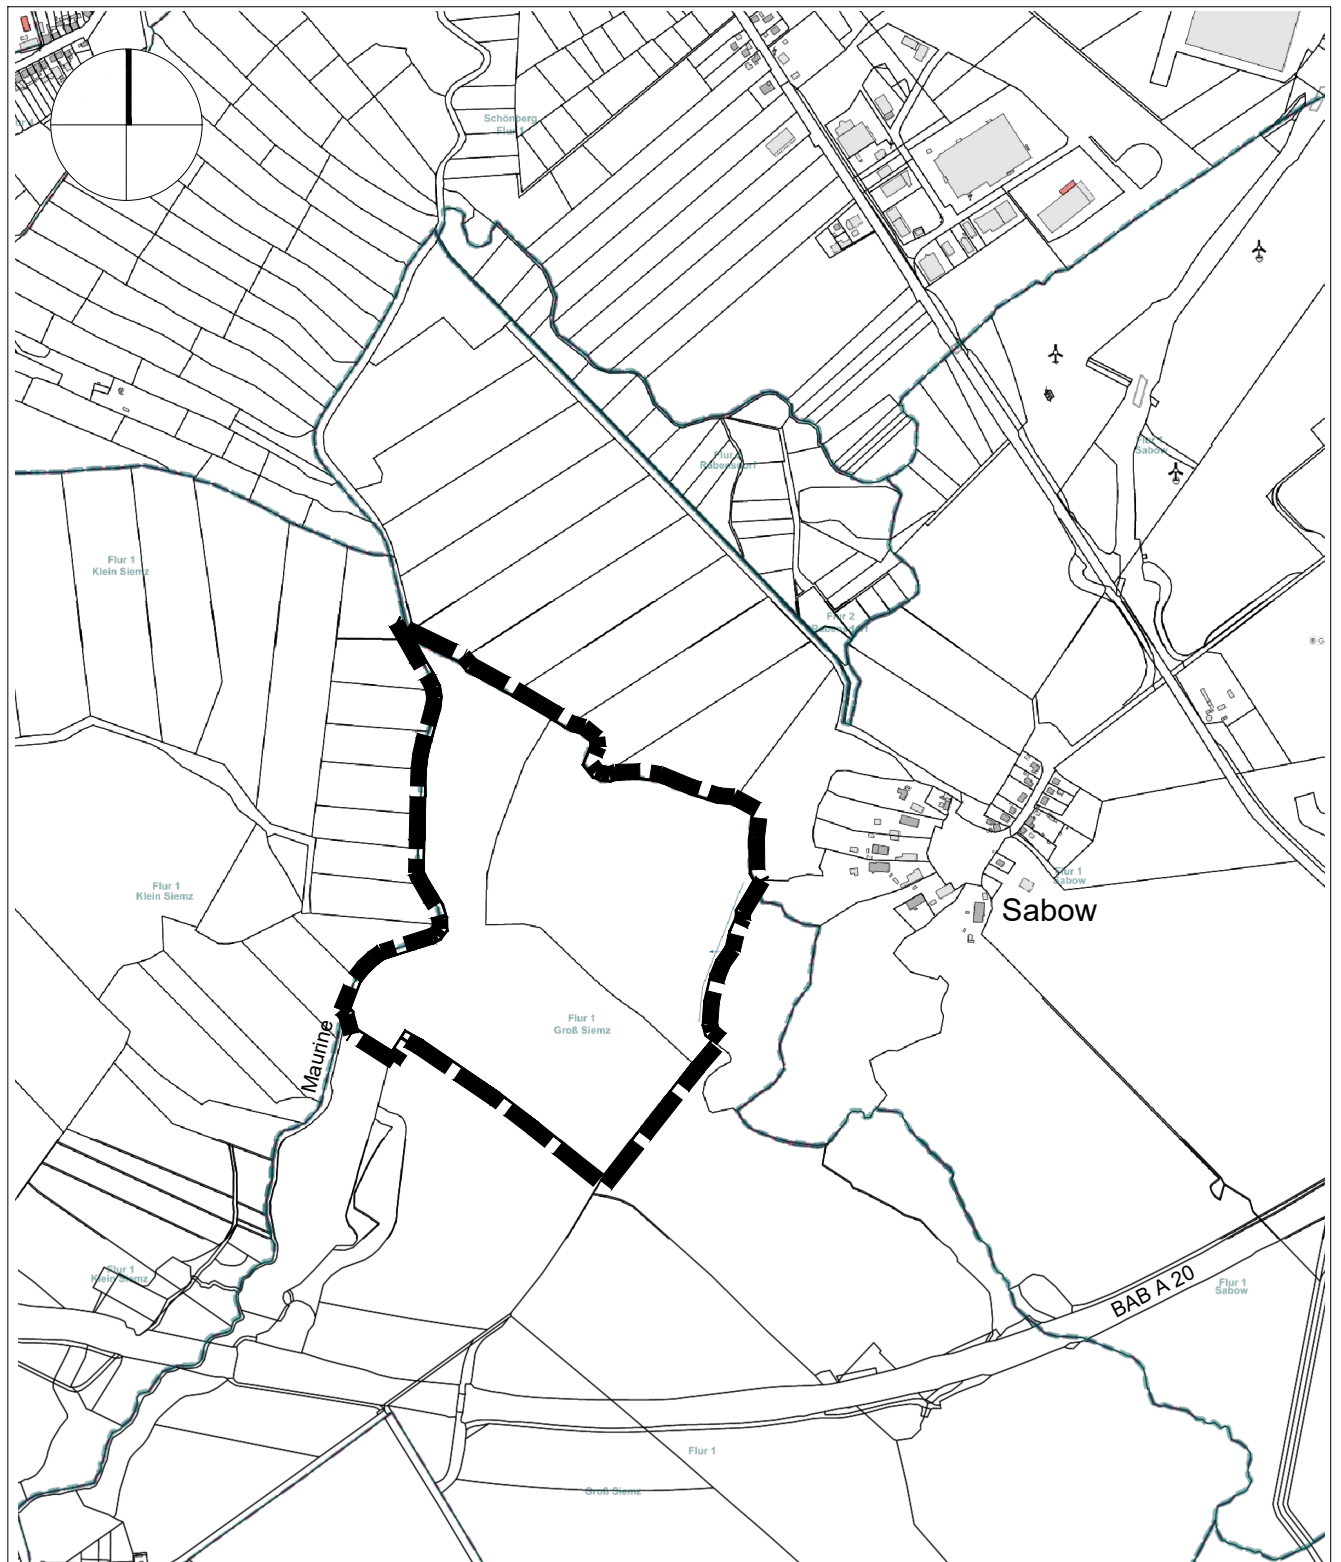 Schönberg
Flur 1
Flur 1
Sabow
Rabensdorf
Flur 1
Klein Siemz
Flur 2
Flur 1
Sabow
Flur 1
Klein Siemz
Sabow
Flur 1
Groß Siemz
Maurine
Flur 1
Klein Siemz
BAB A 20
Flur 1
Sabow
Flur 1
Groß Siemz